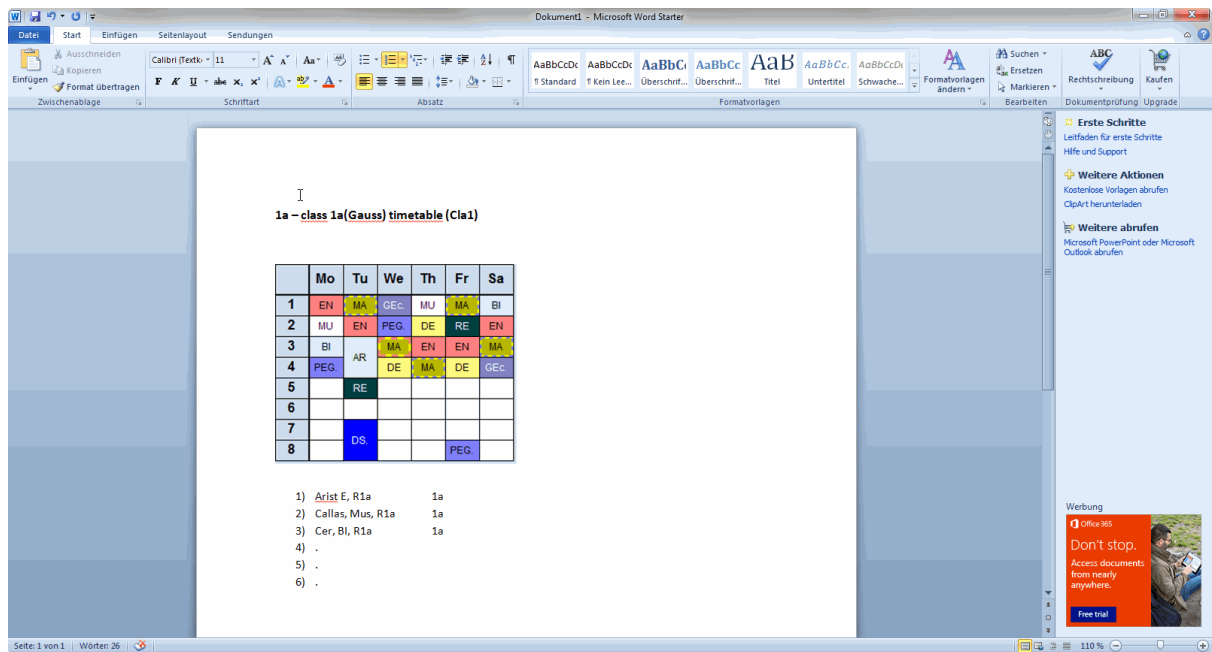 Dokument1 - Microsoft Word Starter
Datei Start Einfügen Seitenlayout Sendungen
Einfügen
Ausschneiden
Kopieren
Format übertragen
Zwischenablage
Calibri (Textk 11
F K U abc x, x²
Schriftart
Absatz
AaBbCcDc AaBbCcDc AaBbC AaBbCc AaB AaBbCc. AaBbCcDc
¶ Standard ¶ Kein Lee... Überschrif... Überschrif... Titel Untertitel Schwache...
Formatvorlagen
Formatvorlagen ändern
Suchen
Ersetzen
Markieren
Bearbeiten
ABC
Rechtschreibung
Dokumentprüfung
Kaufen
Upgrade
1a – class 1a(Gauss) timetable (Cla1)
Mo Tu We Th Fr Sa
1 EN MA GEc. MU MA BI
2 MU EN PEG. DE RE EN
3 BI AR MA EN EN MA
4 PEG. DE MA DE GEc.
5 RE
6
7 DS.
8 PEG.
1) Arist E, R1a 1a
2) Callas, Mus, R1a 1a
3) Cer, BI, R1a 1a
4) .
5) .
6) .
Erste Schritte
Leitfaden für erste Schritte
Hilfe und Support
Weitere Aktionen
Kostenlose Vorlagen abrufen
ClipArt herunterladen
Weitere abrufen
Microsoft PowerPoint oder Microsoft
Outlook abrufen
Werbung
Office 365
Don't stop.
Access documents
from nearly
anywhere.
Free trial
Seite: 1 von 1 Wörter: 26
110 %